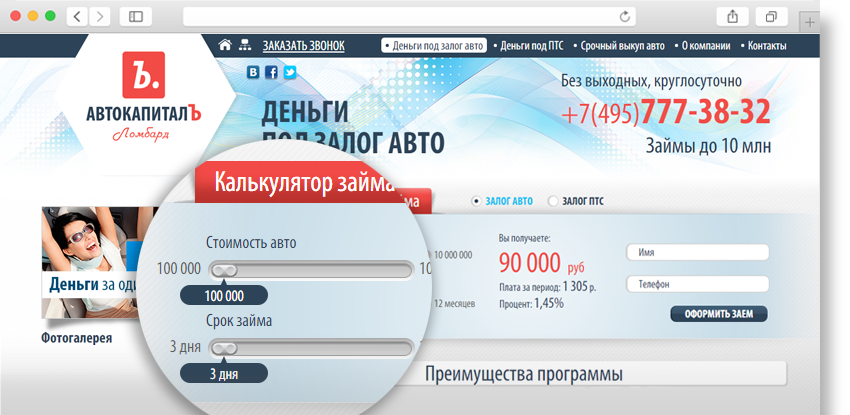 ЗАКАЗАТЬ ЗВОНОК
• Деньги под залог авто • Деньги под ПТС • Срочный выкуп авто • О компании • Контакты
Ъ.
АВТОКАПИТАЛЪ
Ломбард
В f
ДЕНЬГИ
ПОД ЗАЛОГ АВТО
Без выходных, круглосуточно
+7(495)777-38-32
Займы до 10 млн
Калькулятор займа
йма
ЗАЛОГ АВТО ЗАЛОГ ПТС
Стоимость авто
100 000 10 10 000 000
100 000
Срок займа
3 дня 12 месяцев
3 дня
Вы получаете:
90 000 руб
Плата за период: 1 305 р.
Процент: 1,45%
Имя
Телефон
ОФОРМИТЬ ЗАЕМ
Деньги за оди
Фотогалерея
Преимущества программы